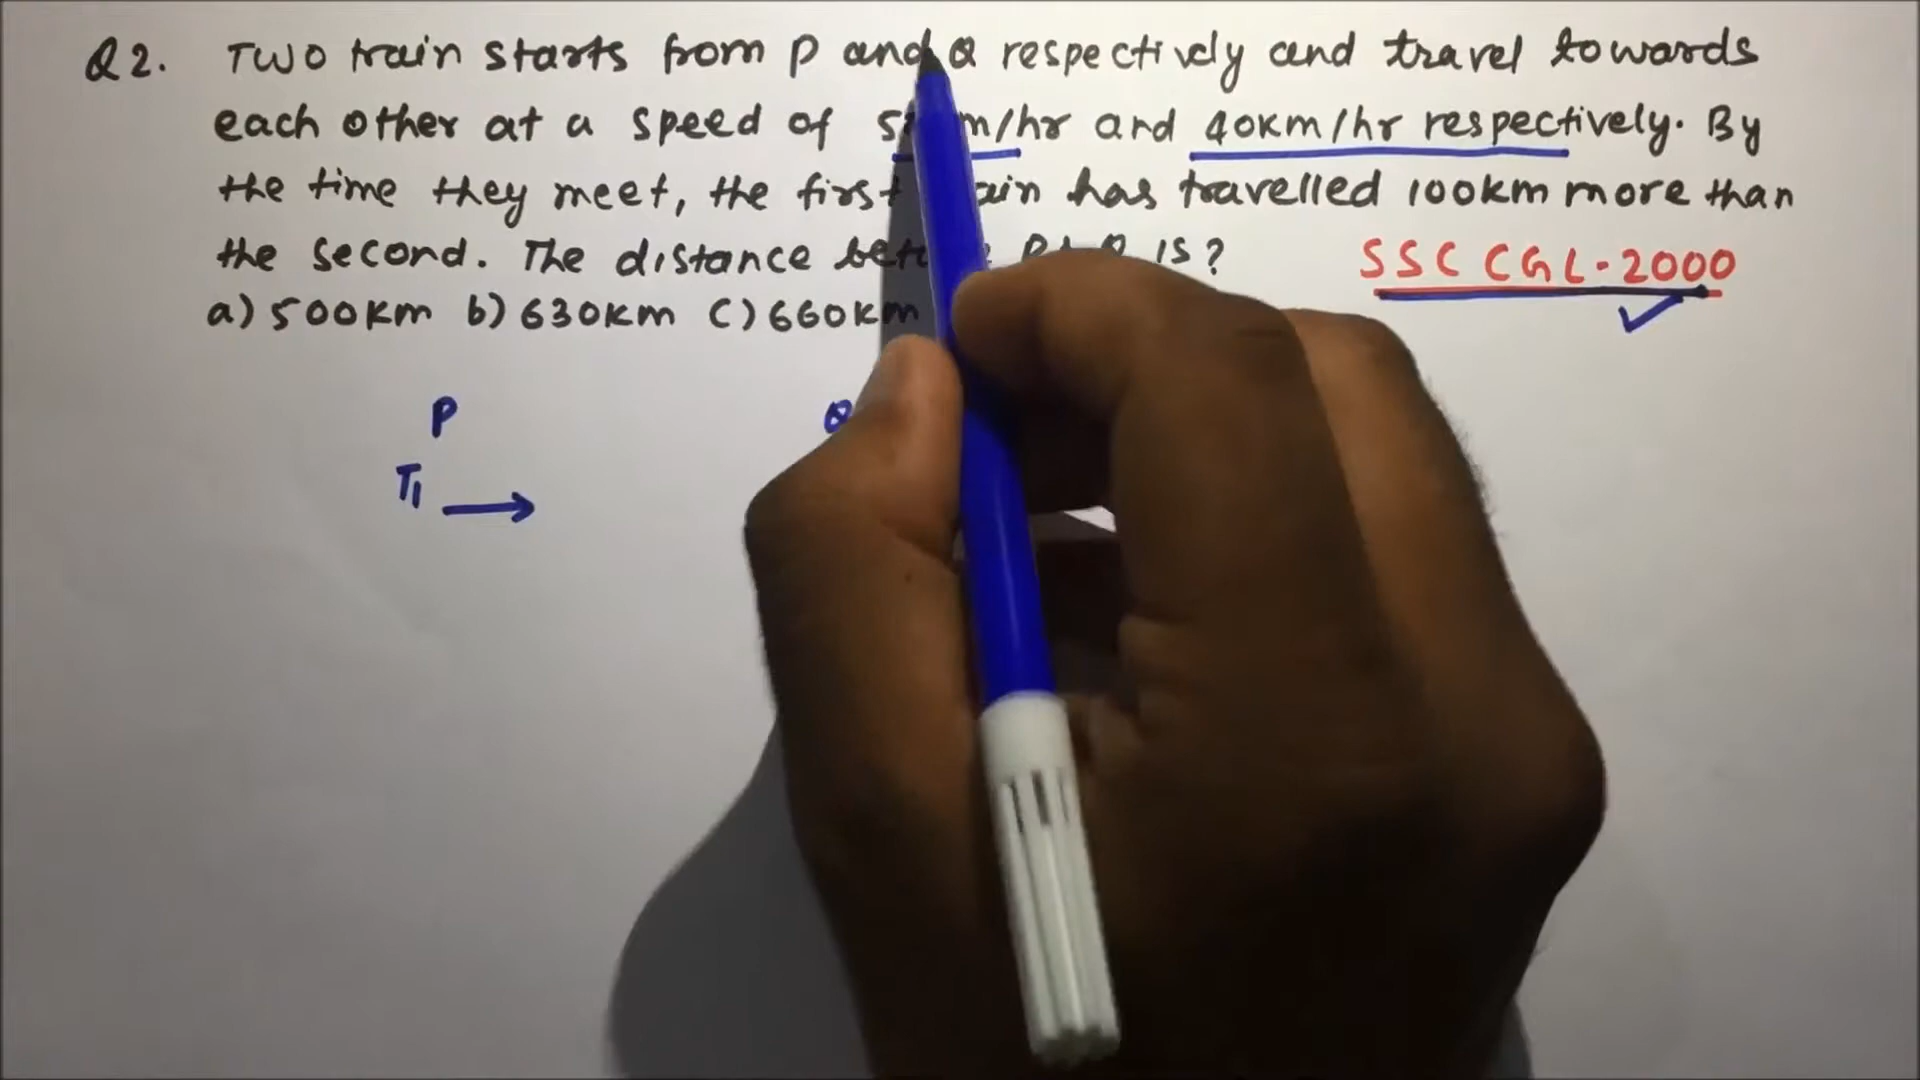 Q2. Two train starts from P and Q respectively and travel towards
each other at a speed of m/hr and 40km/hr respectively. By
the time they meet, the first has travelled 100km more than
the second. The distance is?
SSC CGL-2000
a) 500km b) 630km c) 660km
P Q
T1